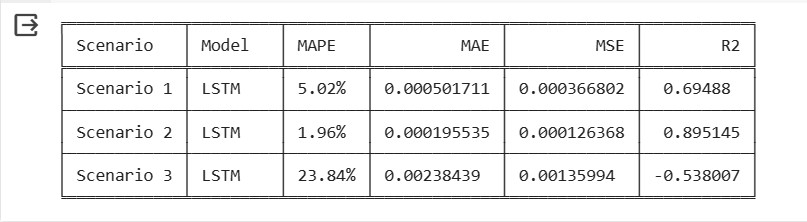 Scenario Model MAPE MAE MSE R2
Scenario 1 LSTM 5.02% 0.000501711 0.000366802 0.69488
Scenario 2 LSTM 1.96% 0.000195535 0.000126368 0.895145
Scenario 3 LSTM 23.84% 0.00238439 0.00135994 -0.538007